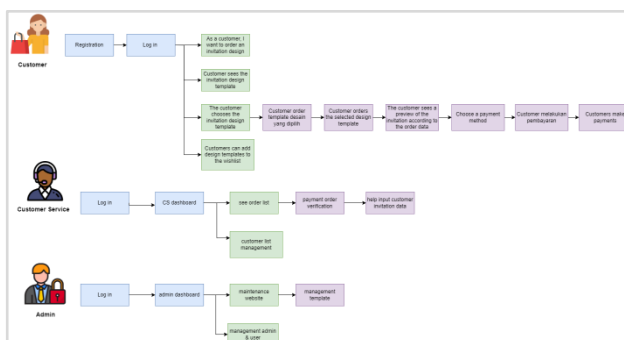 Customer
Registration
Log in
As a customer, I
want to order an
invitation design
Customer sees the
invitation design
template
The customer
chooses the
invitation design
template
Customer order
template desain
yang dipilih
Customer orders
the selected design
template
The customer sees a
preview of the
invitation according to
the order data
Choose a payment
method
Customer melakukan
pembayaran
Customers make
payments
Customers can add
design templates to
the wishlist
Customer Service
Log in
CS dashboard
see order list
payment order
verification
help input customer
invitation data
customer list
management
Admin
Log in
admin dashboard
maintenance
website
management
template
management admin
& user